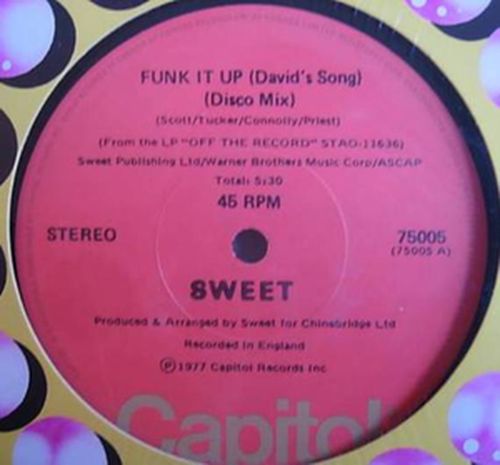 FUNK IT UP (David's Song)
(Disco Mix)
(Scott/Tucker/Connolly/Priest)
(From the LP "OFF THE RECORD" STAO-11636)
Sweet Publishing Ltd/Warner Brothers Music Corp/ASCAP
Total: 5:30
45 RPM
STEREO 75005
(75005 A)
SWEET
Produced & Arranged by Sweet for Chinebridge Ltd
Recorded in England
Ⓟ 1977 Capitol Records Inc
Capitol